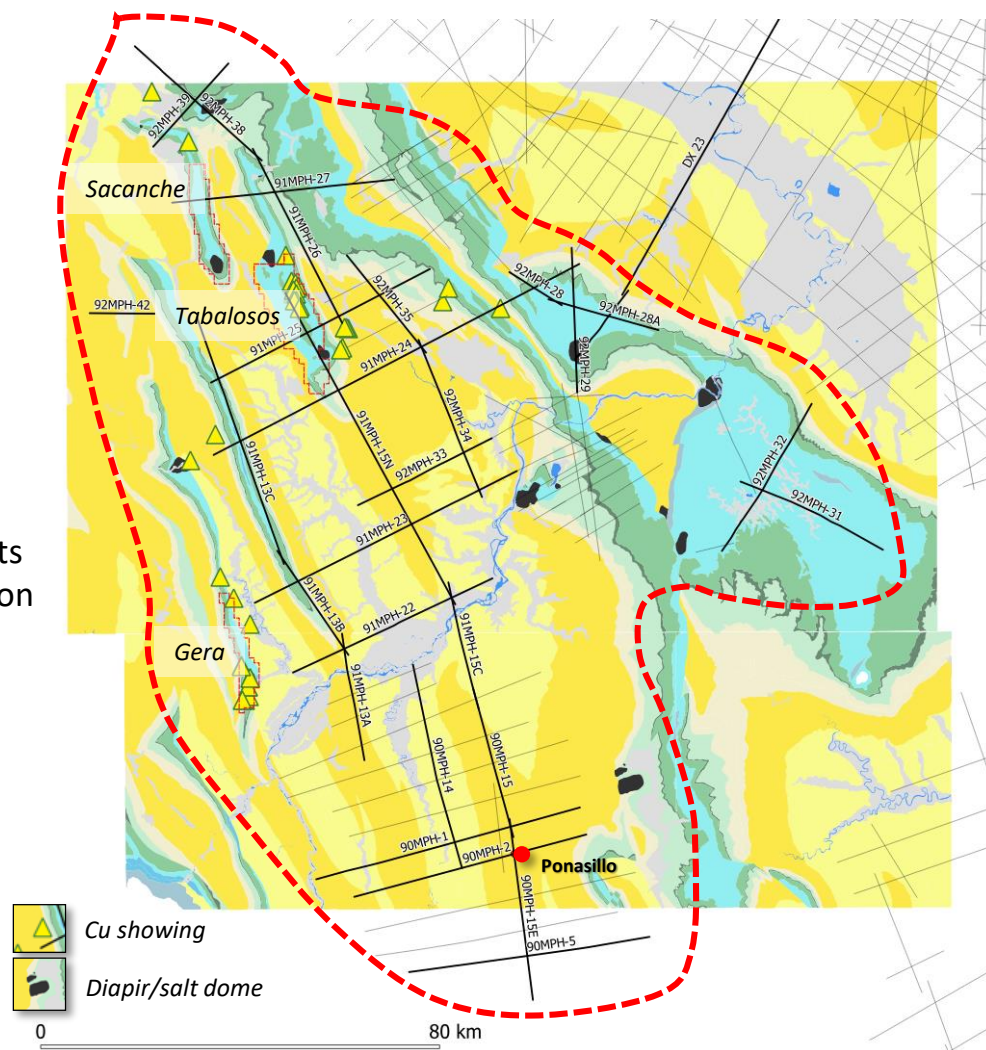 92MPH-39
92MPH-38
Sacanche
91MPH-27
DX 23
91MPH-26
92MPH-42
Tabalosos
92MPH-35
92MPH-28
92MPH-28A
91MPH-25
91MPH-24
92MPH-29
91MPH-13C
91MPH-15N
92MPH-34
92MPH-33
92MPH-32
92MPH-31
91MPH-23
ts
on
91MPH-13B
91MPH-22
91MPH-15C
Gera
91MPH-13A
90MPH-14
90MPH-15
90MPH-1
90MPH-2
Ponasillo
90MPH-15E
90MPH-5
Cu showing
Diapir/salt dome
0
80 km